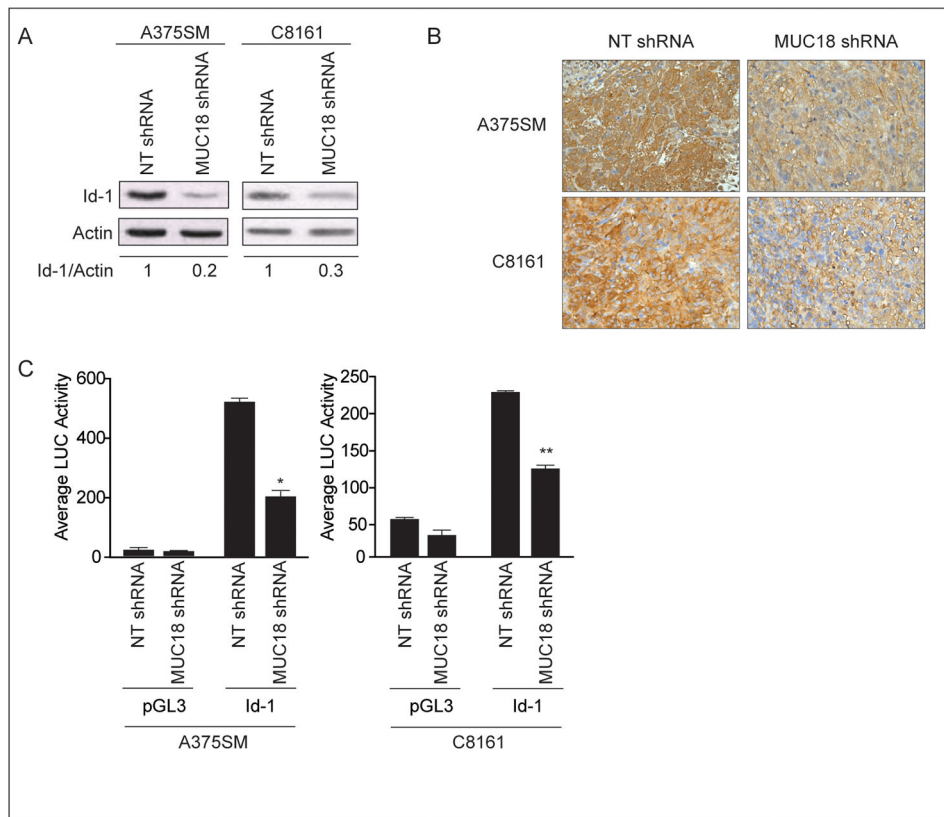 A
A375SM
C8161
NT shRNA
MUC18 shRNA
NT shRNA
MUC18 shRNA
Id-1
Actin
Id-1/Actin 1 0.2 1 0.3
B
NT shRNA
MUC18 shRNA
A375SM
C8161
C
Average LUC Activity
600
400
200
0
*
NT shRNA
MUC18 shRNA
NT shRNA
MUC18 shRNA
pGL3
Id-1
A375SM
Average LUC Activity
250
200
150
100
50
0
**
NT shRNA
MUC18 shRNA
NT shRNA
MUC18 shRNA
pGL3
Id-1
C8161